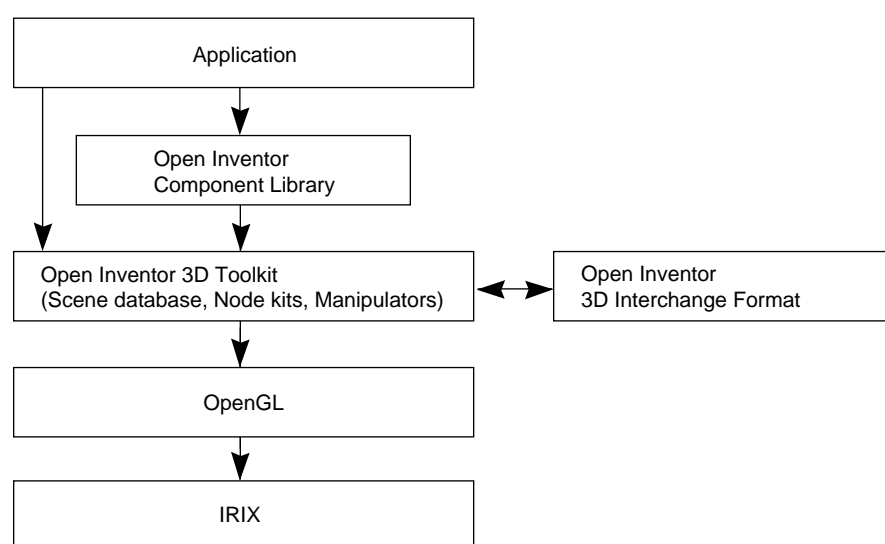 Application
Open Inventor
Component Library
Open Inventor 3D Toolkit
(Scene database, Node kits, Manipulators)
Open Inventor
3D Interchange Format
OpenGL
IRIX